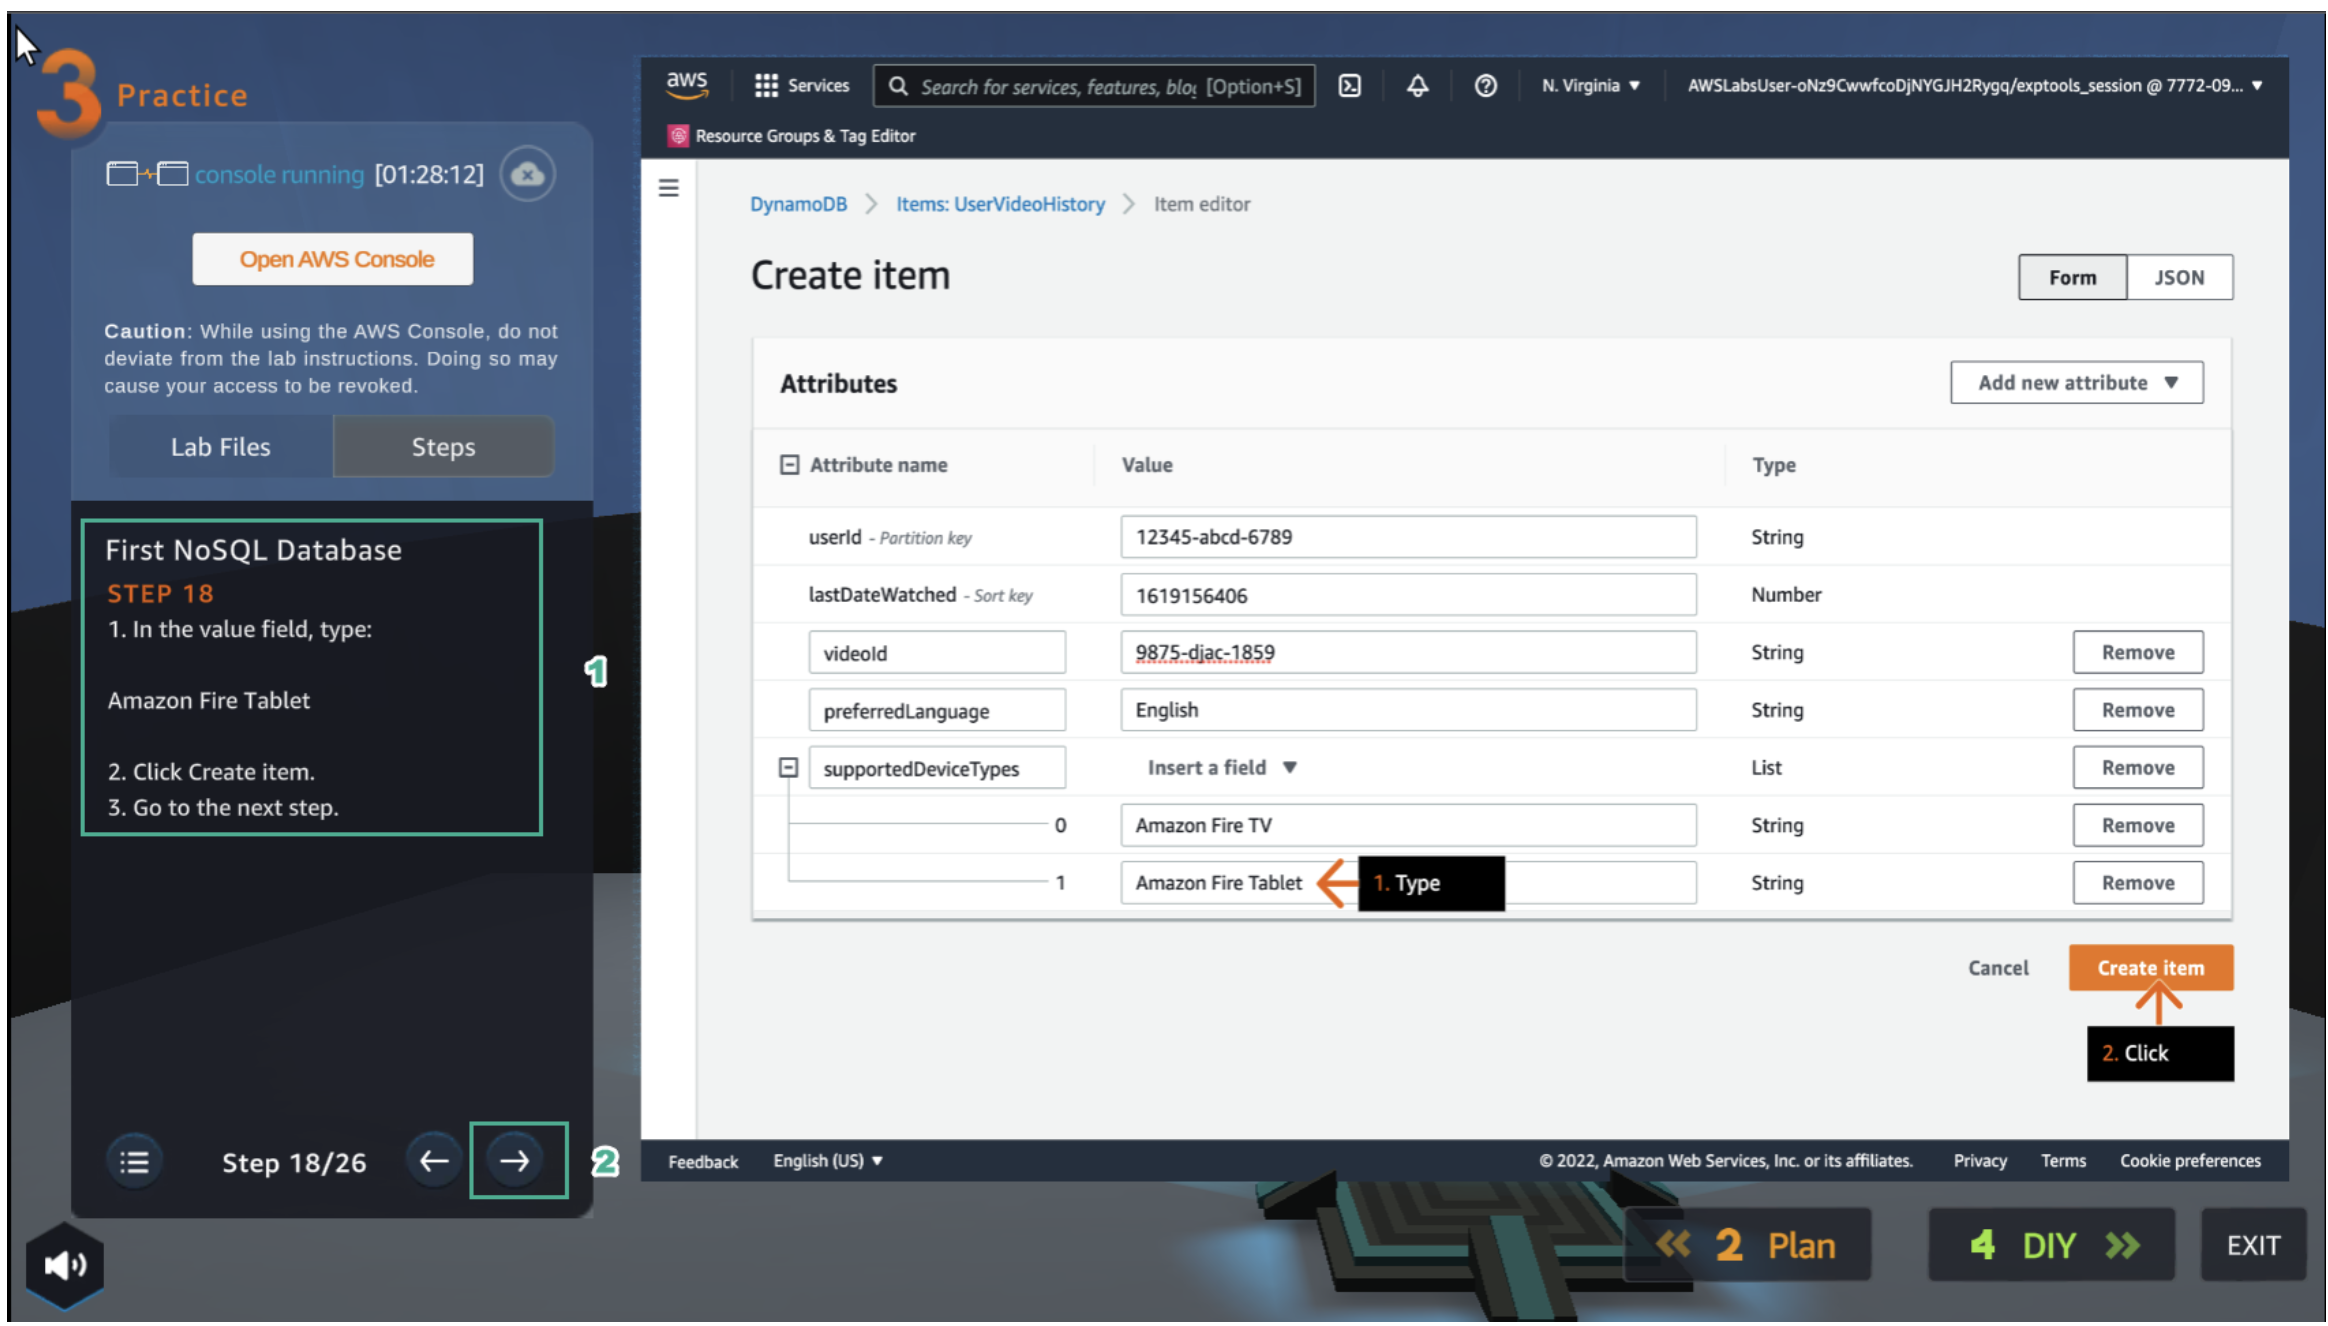 3 Practice
console running [01:28:12]
Open AWS Console
Caution: While using the AWS Console, do not
deviate from the lab instructions. Doing so may
cause your access to be revoked.
Lab Files Steps
First NoSQL Database
STEP 18
1. In the value field, type:
Amazon Fire Tablet
2. Click Create item.
3. Go to the next step.
1
Step 18/26
2
aws Services Search for services, features, blog [Option+S] N. Virginia ▼ AWSLabsUser-oNz9CwwfcoDjNYGJH2Rygq/exptools_session @ 7772-09... ▼
Resource Groups & Tag Editor
DynamoDB > Items: UserVideoHistory > Item editor
Create item
Form JSON
Attributes
Add new attribute ▼
Attribute name Value Type
userId - Partition key 12345-abcd-6789 String
lastDateWatched - Sort key 1619156406 Number
videoId 9875-djac-1859 String Remove
preferredLanguage English String Remove
supportedDeviceTypes Insert a field ▼ List Remove
0 Amazon Fire TV String Remove
1 Amazon Fire Tablet 1. Type String Remove
Cancel Create item
2. Click
Feedback English (US) ▼ © 2022, Amazon Web Services, Inc. or its affiliates. Privacy Terms Cookie preferences
« 2 Plan 4 DIY » EXIT